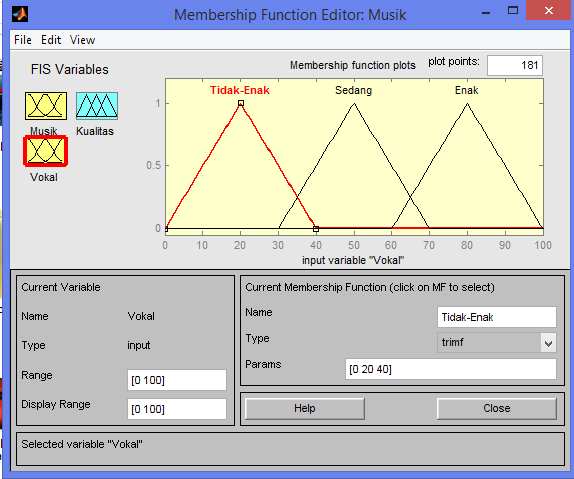 Membership Function Editor: Musik
File Edit View
FIS Variables
Membership function plots plot points: 181
Musik Kualitas
Vokal
Tidak-Enak Sedang Enak
1
0.5
0
0 10 20 30 40 50 60 70 80 90 100
input variable "Vokal"
Current Variable
Name Vokal
Type input
Range [0 100]
Display Range [0 100]
Current Membership Function (click on MF to select)
Name Tidak-Enak
Type trimf
Params [0 20 40]
Help Close
Selected variable "Vokal"